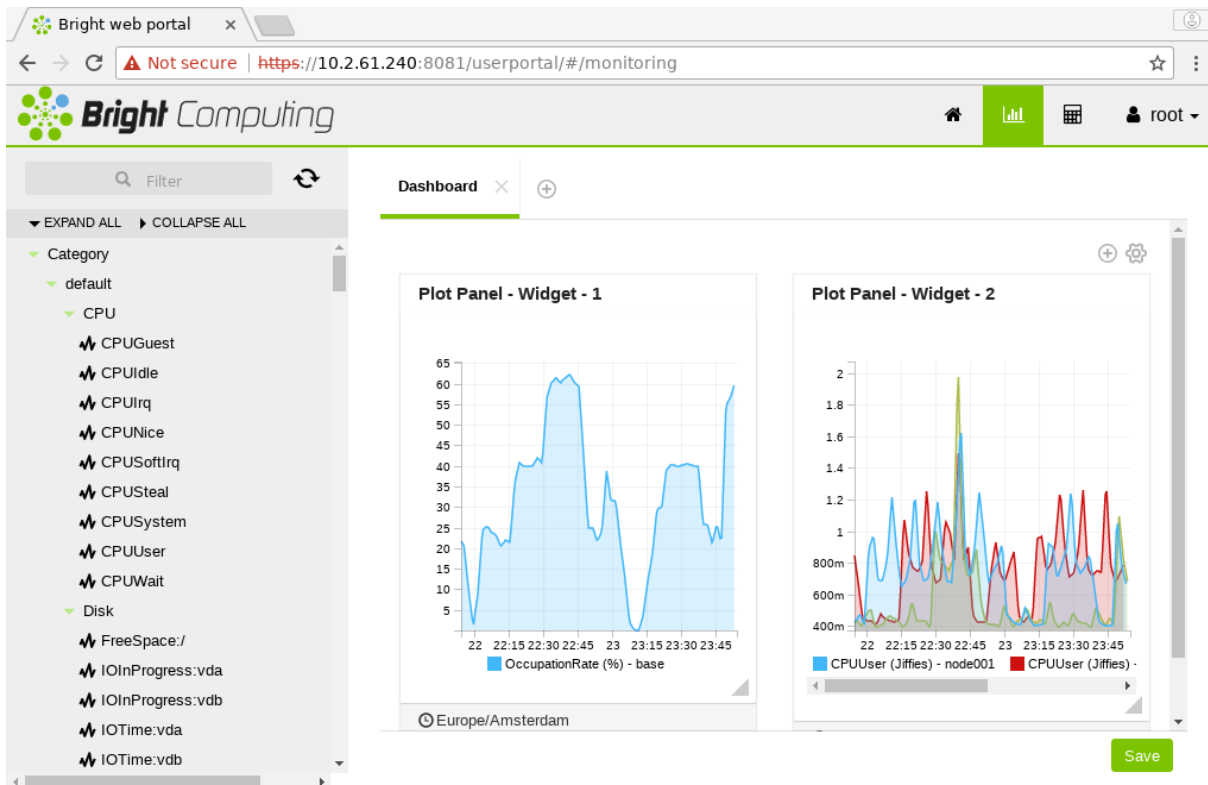 Bright web portal
Not secure https://10.2.61.240:8081/userportal/#/monitoring
Bright Computing
root
Filter
EXPAND ALL COLLAPSE ALL
Category
default
CPU
CPUGuest
CPUIdle
CPUIrq
CPUNice
CPUSoftIrq
CPUSteal
CPUSystem
CPUUser
CPUWait
Disk
FreeSpace:/
IOInProgress:vda
IOInProgress:vdb
IOTime:vda
IOTime:vdb
Dashboard
Plot Panel - Widget - 1
65
60
55
50
45
40
35
30
25
20
15
10
5
22 22:15 22:30 22:45 23 23:15 23:30 23:45
OccupationRate (%) - base
Europe/Amsterdam
Plot Panel - Widget - 2
2
1.8
1.6
1.4
1.2
1
800m
600m
400m
22 22:15 22:30 22:45 23 23:15 23:30 23:45
CPUUser (Jiffies) - node001 CPUUser (Jiffies) -
Save